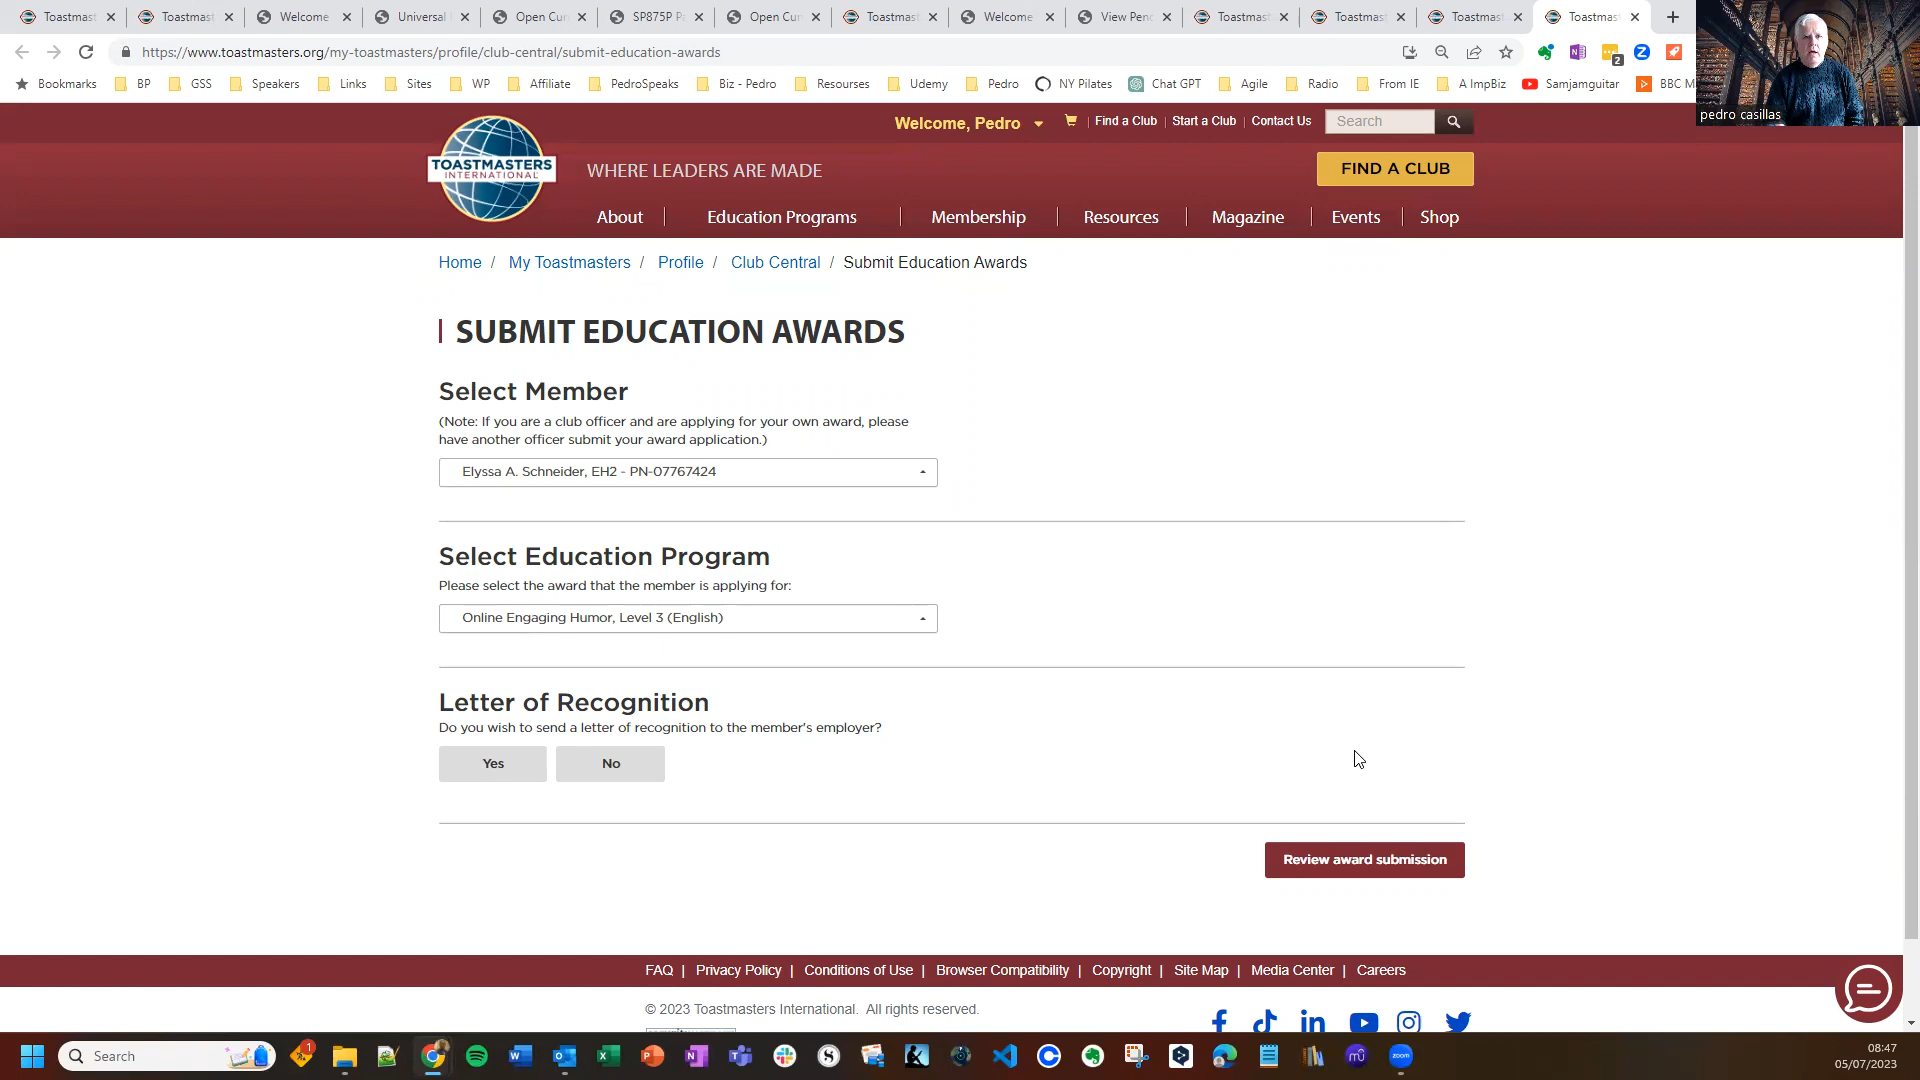 Toastmast
Toastmast
Welcome
Universal
Open Cur
SP875P P
Open Cur
Toastmas
Welcome
View Penc
Toastmast
Toastmast
Toastmast
Toastmast
https://www.toastmasters.org/my-toastmasters/profile/club-central/submit-education-awards
2
Bookmarks
BP
GSS
Speakers
Links
Sites
WP
Affiliate
PedroSpeaks
Biz - Pedro
Resources
Udemy
Pedro
NY Pilates
Chat GPT
Agile
Radio
From IE
A ImpBiz
Samjamguitar
BBC M
pedro casillas
Welcome, Pedro
Find a Club
Start a Club
Contact Us
Search
TOASTMASTERS
INTERNATIONAL
WHERE LEADERS ARE MADE
FIND A CLUB
About
Education Programs
Membership
Resources
Magazine
Events
Shop
Home / My Toastmasters / Profile / Club Central / Submit Education Awards
SUBMIT EDUCATION AWARDS
Select Member
(Note: If you are a club officer and are applying for your own award, please
have another officer submit your award application.)
Elyssa A. Schneider, EH2 - PN-07767424
Select Education Program
Please select the award that the member is applying for:
Online Engaging Humor, Level 3 (English)
Letter of Recognition
Do you wish to send a letter of recognition to the member's employer?
Yes
No
Review award submission
FAQ | Privacy Policy | Conditions of Use | Browser Compatibility | Copyright | Site Map | Media Center | Careers
© 2023 Toastmasters International. All rights reserved.
Search
1
zoom
08:47
05/07/2023